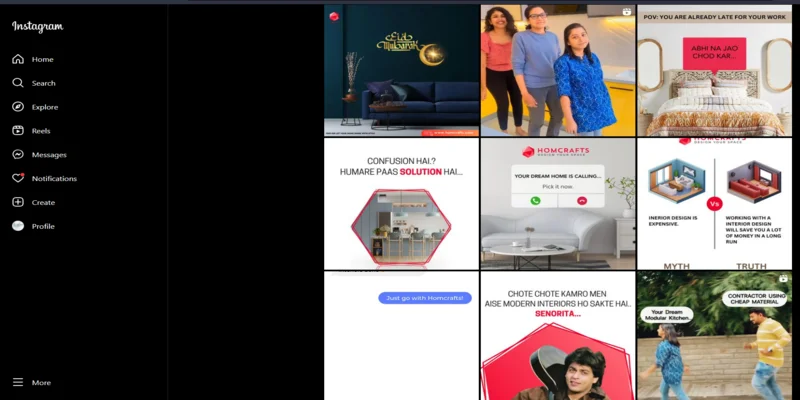 Instagram
Home
Search
Explore
Reels
Messages
Notifications
Create
Profile
More
Eid
Mubarak
POV: YOU ARE ALREADY LATE FOR YOUR WORK
ABHI NA JAO
CHOD KAR...
CONFUSION HAI.?
HUMARE PAAS SOLUTION HAI...
HOMCRAFTS
DESIGN YOUR SPACE
YOUR DREAM HOME IS CALLING...
Pick it now.
HOMCRAFTS
DESIGN YOUR SPACE
Vs
INERIOR DESIGN IS
EXPENSIVE.
WORKING WITH A
INTERIOR DESIGN
WILL SAVE YOU A LOT
OF MONEY IN A LONG
RUN
MYTH
TRUTH
Just go with Homcrafts!
CHOTE CHOTE KAMRO MEN
AISE MODERN INTERIORS HO SAKTE HAI..
SENORITA...
CONTRACTOR USING
CHEAP MATERIAL
Your Dream
Modular Kitchen..